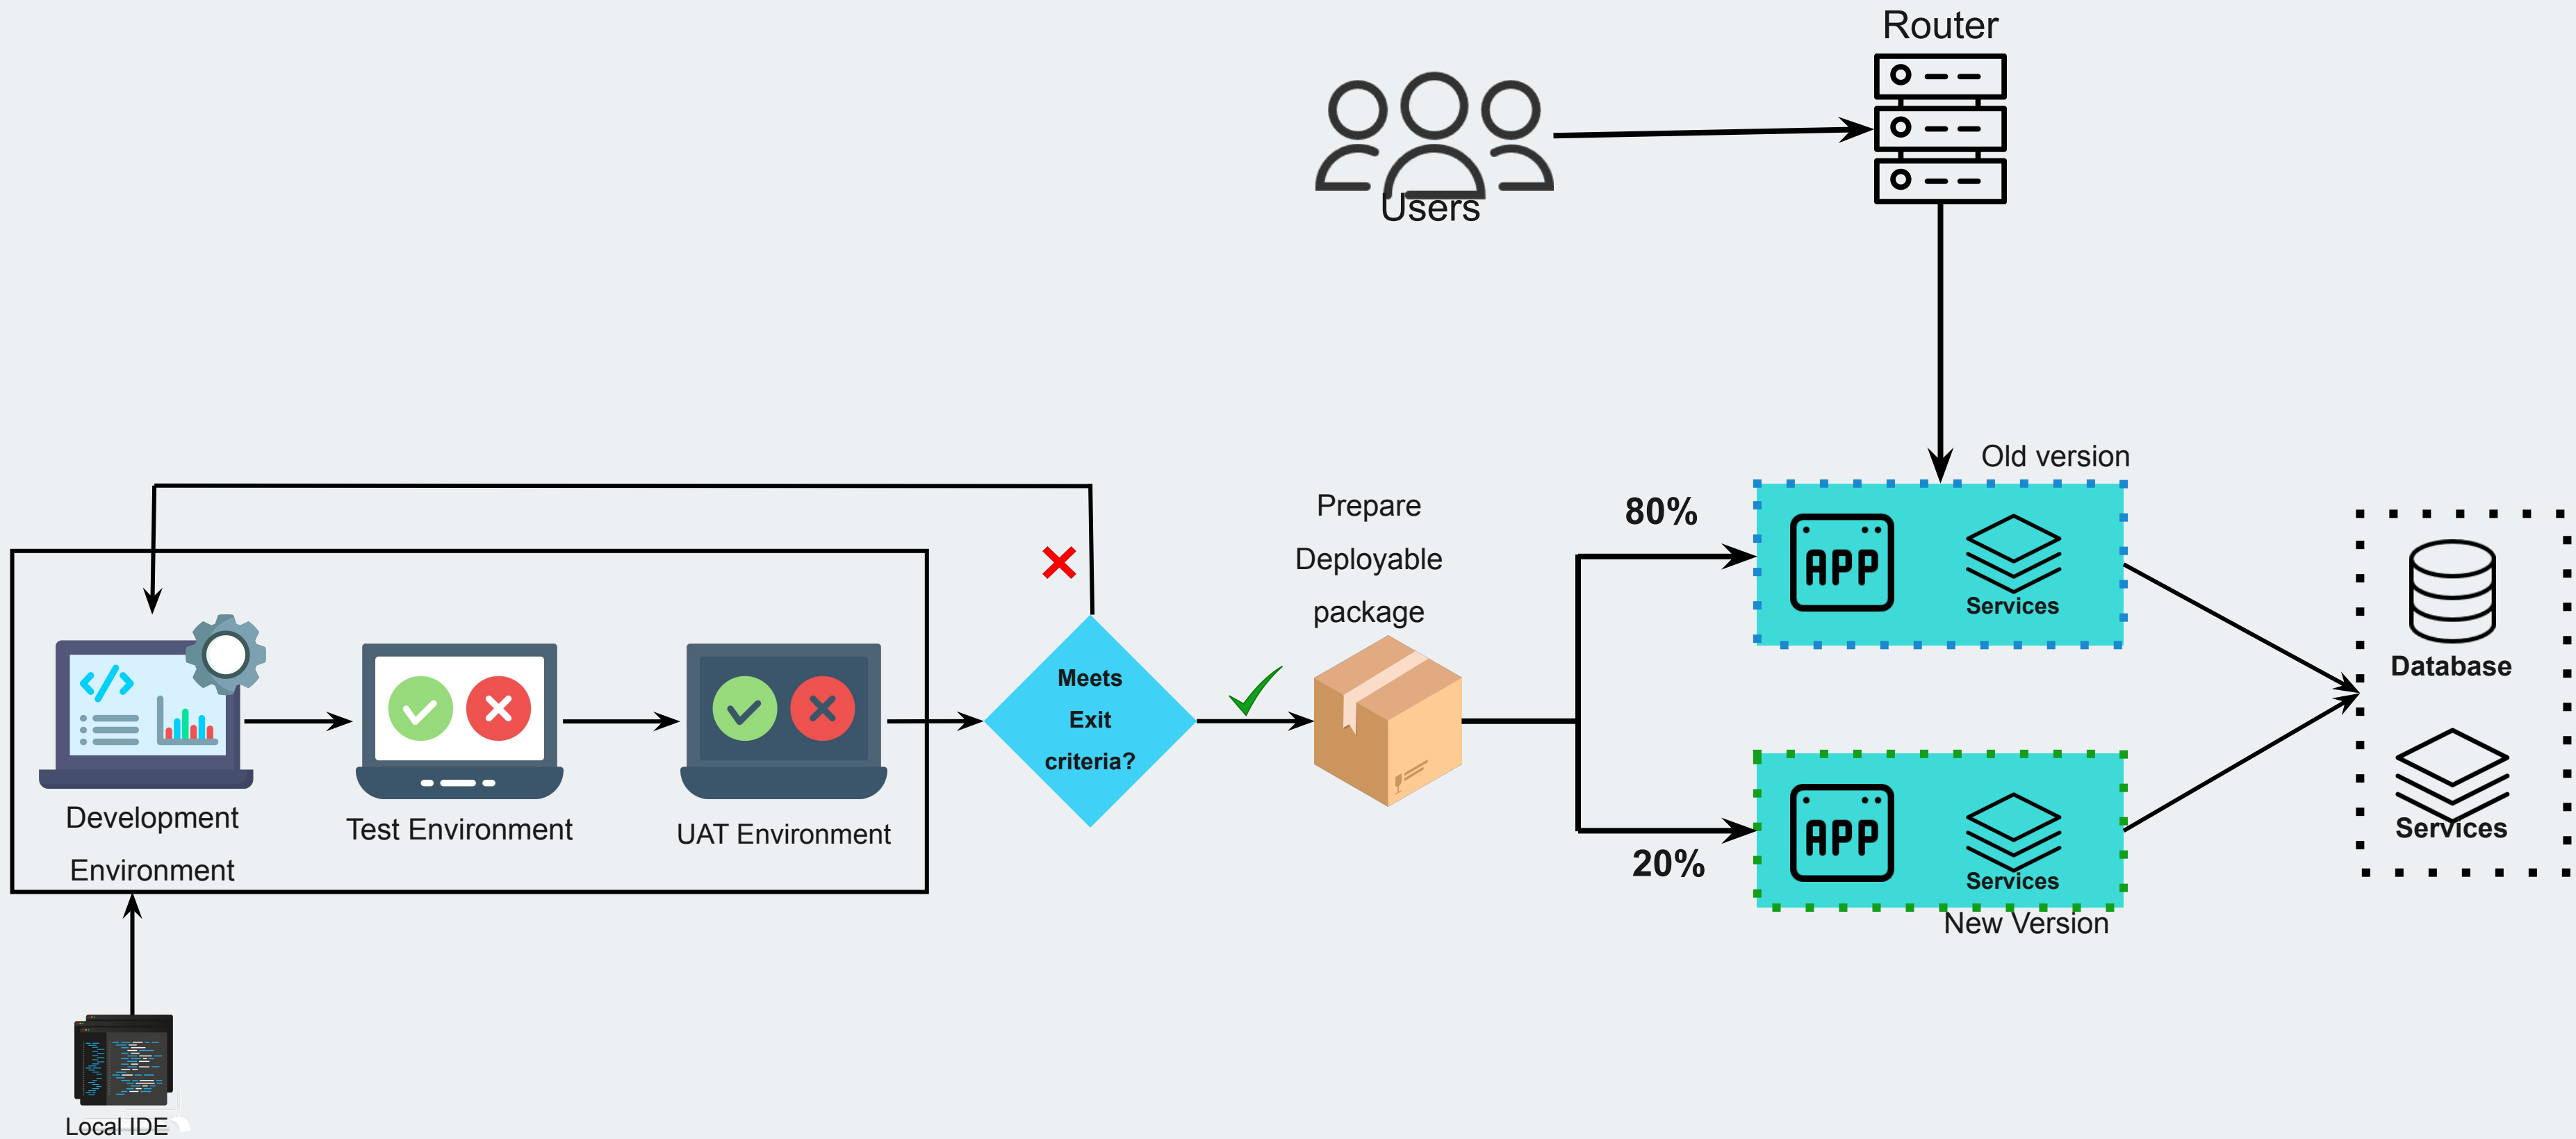 Router
Users
Old version
Prepare
Deployable
package
80%
APP
Services
Database
Services
Meets
Exit
criteria?
Development
Environment
Test Environment
UAT Environment
20%
APP
Services
New Version
Local IDE